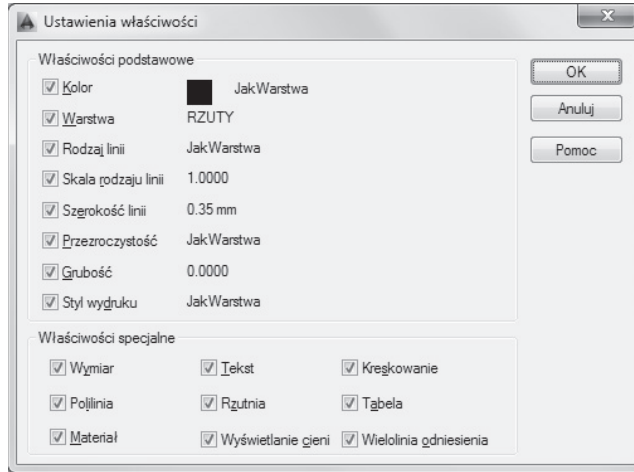 Ustawienia właściwości
Właściwości podstawowe
Kolor JakWarstwa
Warstwa RZUTY
Rodzaj linii JakWarstwa
Skala rodzaju linii 1.0000
Szerokość linii 0.35 mm
Przezroczystość JakWarstwa
Grubość 0.0000
Styl wydruku JakWarstwa
OK
Anuluj
Pomoc
Właściwości specjalne
Wymiar Tekst Kreskowanie
Polilinia Rzutnia Tabela
Materiał Wyświetlanie cieni Wielolinia odniesienia